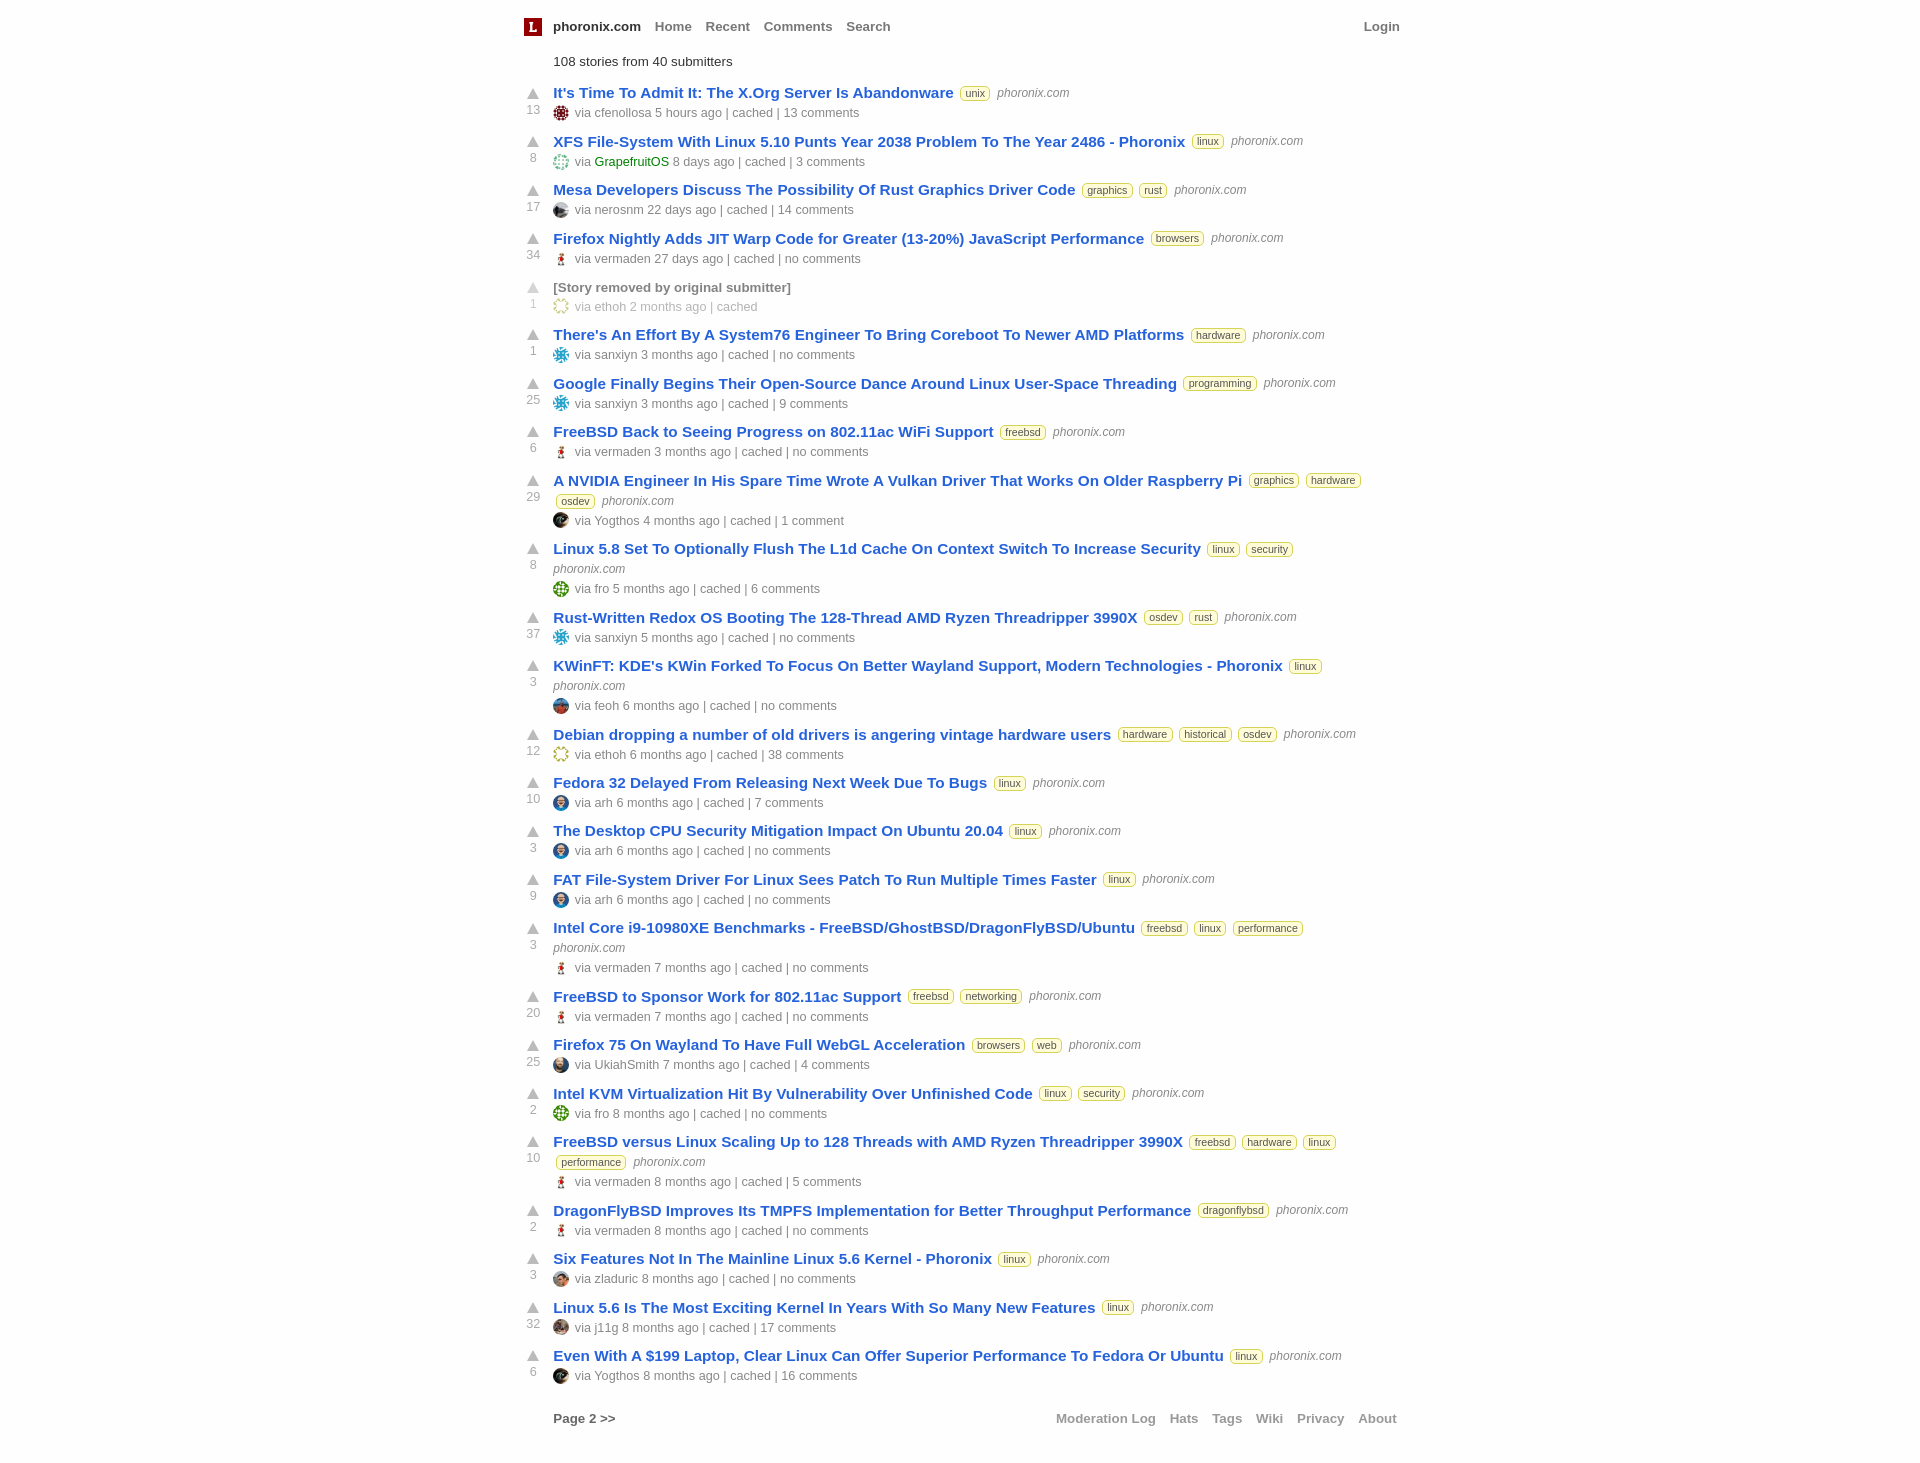 L phoronix.com Home Recent Comments Search Login
108 stories from 40 submitters
It's Time To Admit It: The X.Org Server Is Abandonware unix phoronix.com
13
via cfenollosa 5 hours ago | cached | 13 comments
XFS File-System With Linux 5.10 Punts Year 2038 Problem To The Year 2486 - Phoronix linux phoronix.com
8
via GrapefruitOS 8 days ago | cached | 3 comments
Mesa Developers Discuss The Possibility Of Rust Graphics Driver Code graphics rust phoronix.com
17
via nerosnm 22 days ago | cached | 14 comments
Firefox Nightly Adds JIT Warp Code for Greater (13-20%) JavaScript Performance browsers phoronix.com
34
via vermaden 27 days ago | cached | no comments
[Story removed by original submitter]
1
via ethoh 2 months ago | cached
There's An Effort By A System76 Engineer To Bring Coreboot To Newer AMD Platforms hardware phoronix.com
1
via sanxiyn 3 months ago | cached | no comments
Google Finally Begins Their Open-Source Dance Around Linux User-Space Threading programming phoronix.com
25
via sanxiyn 3 months ago | cached | 9 comments
FreeBSD Back to Seeing Progress on 802.11ac WiFi Support freebsd phoronix.com
6
via vermaden 3 months ago | cached | no comments
A NVIDIA Engineer In His Spare Time Wrote A Vulkan Driver That Works On Older Raspberry Pi graphics hardware
29
osdev phoronix.com
via Yogthos 4 months ago | cached | 1 comment
Linux 5.8 Set To Optionally Flush The L1d Cache On Context Switch To Increase Security linux security
8
phoronix.com
via fro 5 months ago | cached | 6 comments
Rust-Written Redox OS Booting The 128-Thread AMD Ryzen Threadripper 3990X osdev rust phoronix.com
37
via sanxiyn 5 months ago | cached | no comments
KWinFT: KDE's KWin Forked To Focus On Better Wayland Support, Modern Technologies - Phoronix linux
3
phoronix.com
via feoh 6 months ago | cached | no comments
Debian dropping a number of old drivers is angering vintage hardware users hardware historical osdev phoronix.com
12
via ethoh 6 months ago | cached | 38 comments
Fedora 32 Delayed From Releasing Next Week Due To Bugs linux phoronix.com
10
via arh 6 months ago | cached | 7 comments
The Desktop CPU Security Mitigation Impact On Ubuntu 20.04 linux phoronix.com
3
via arh 6 months ago | cached | no comments
FAT File-System Driver For Linux Sees Patch To Run Multiple Times Faster linux phoronix.com
9
via arh 6 months ago | cached | no comments
Intel Core i9-10980XE Benchmarks - FreeBSD/GhostBSD/DragonFlyBSD/Ubuntu freebsd linux performance
3
phoronix.com
via vermaden 7 months ago | cached | no comments
FreeBSD to Sponsor Work for 802.11ac Support freebsd networking phoronix.com
20
via vermaden 7 months ago | cached | no comments
Firefox 75 On Wayland To Have Full WebGL Acceleration browsers web phoronix.com
25
via UkiahSmith 7 months ago | cached | 4 comments
Intel KVM Virtualization Hit By Vulnerability Over Unfinished Code linux security phoronix.com
2
via fro 8 months ago | cached | no comments
FreeBSD versus Linux Scaling Up to 128 Threads with AMD Ryzen Threadripper 3990X freebsd hardware linux
10
performance phoronix.com
via vermaden 8 months ago | cached | 5 comments
DragonFlyBSD Improves Its TMPFS Implementation for Better Throughput Performance dragonflybsd phoronix.com
2
via vermaden 8 months ago | cached | no comments
Six Features Not In The Mainline Linux 5.6 Kernel - Phoronix linux phoronix.com
3
via zladuric 8 months ago | cached | no comments
Linux 5.6 Is The Most Exciting Kernel In Years With So Many New Features linux phoronix.com
32
via j11g 8 months ago | cached | 17 comments
Even With A $199 Laptop, Clear Linux Can Offer Superior Performance To Fedora Or Ubuntu linux phoronix.com
6
via Yogthos 8 months ago | cached | 16 comments
Page 2 >> Moderation Log Hats Tags Wiki Privacy About